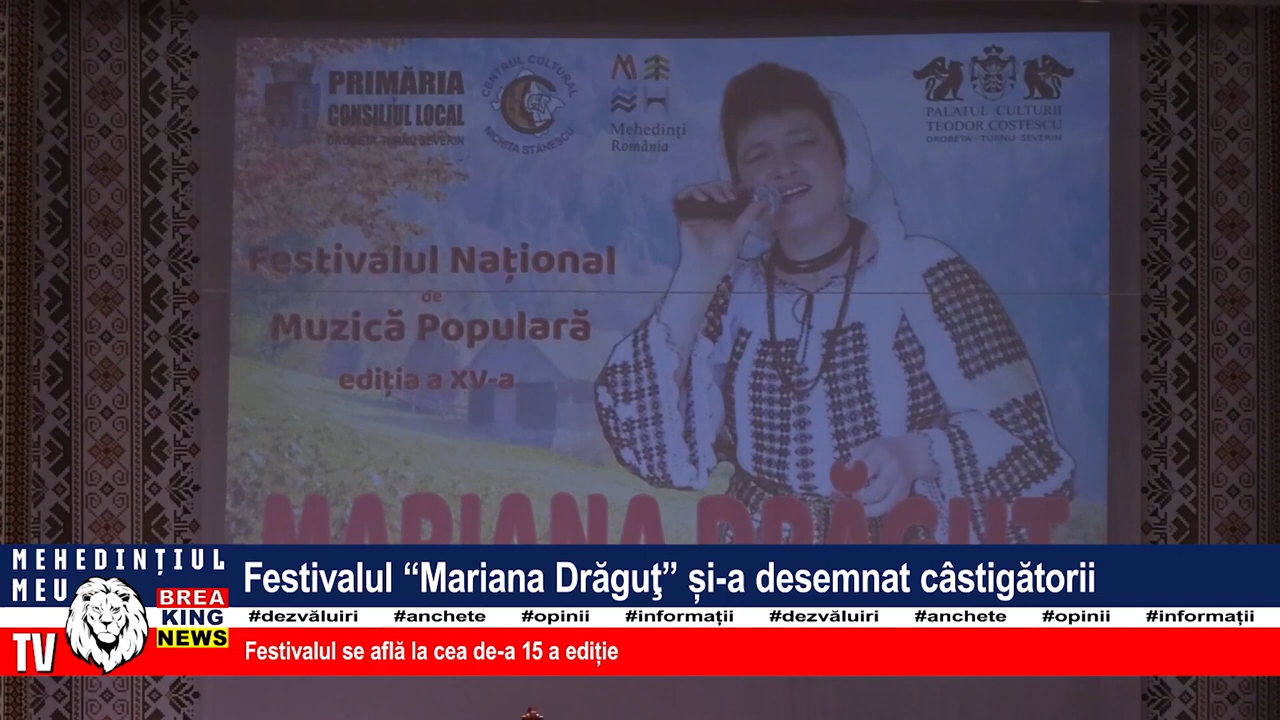 PRIMĂRIA
CONSILIUL LOCAL
DROBETA-TURNU SEVERIN
CENTRUL CULTURAL
NICHITA STĂNESCU
Mehedinți
România
PALATUL CULTURII
TEODOR COSTESCU
DROBETA - TURNU SEVERIN
Festivalul Național
de
Muzică Populară
ediția a XV-a
MARIANA DRĂGUȚ
MEHEDINȚIUL
MEU
TV
BREA
KING
NEWS
Festivalul “Mariana Drăguţ” și-a desemnat câstigătorii
#dezvăluiri #anchete #opinii #informații #dezvăluiri #anchete #opinii #informații
Festivalul se află la cea de-a 15 a ediție